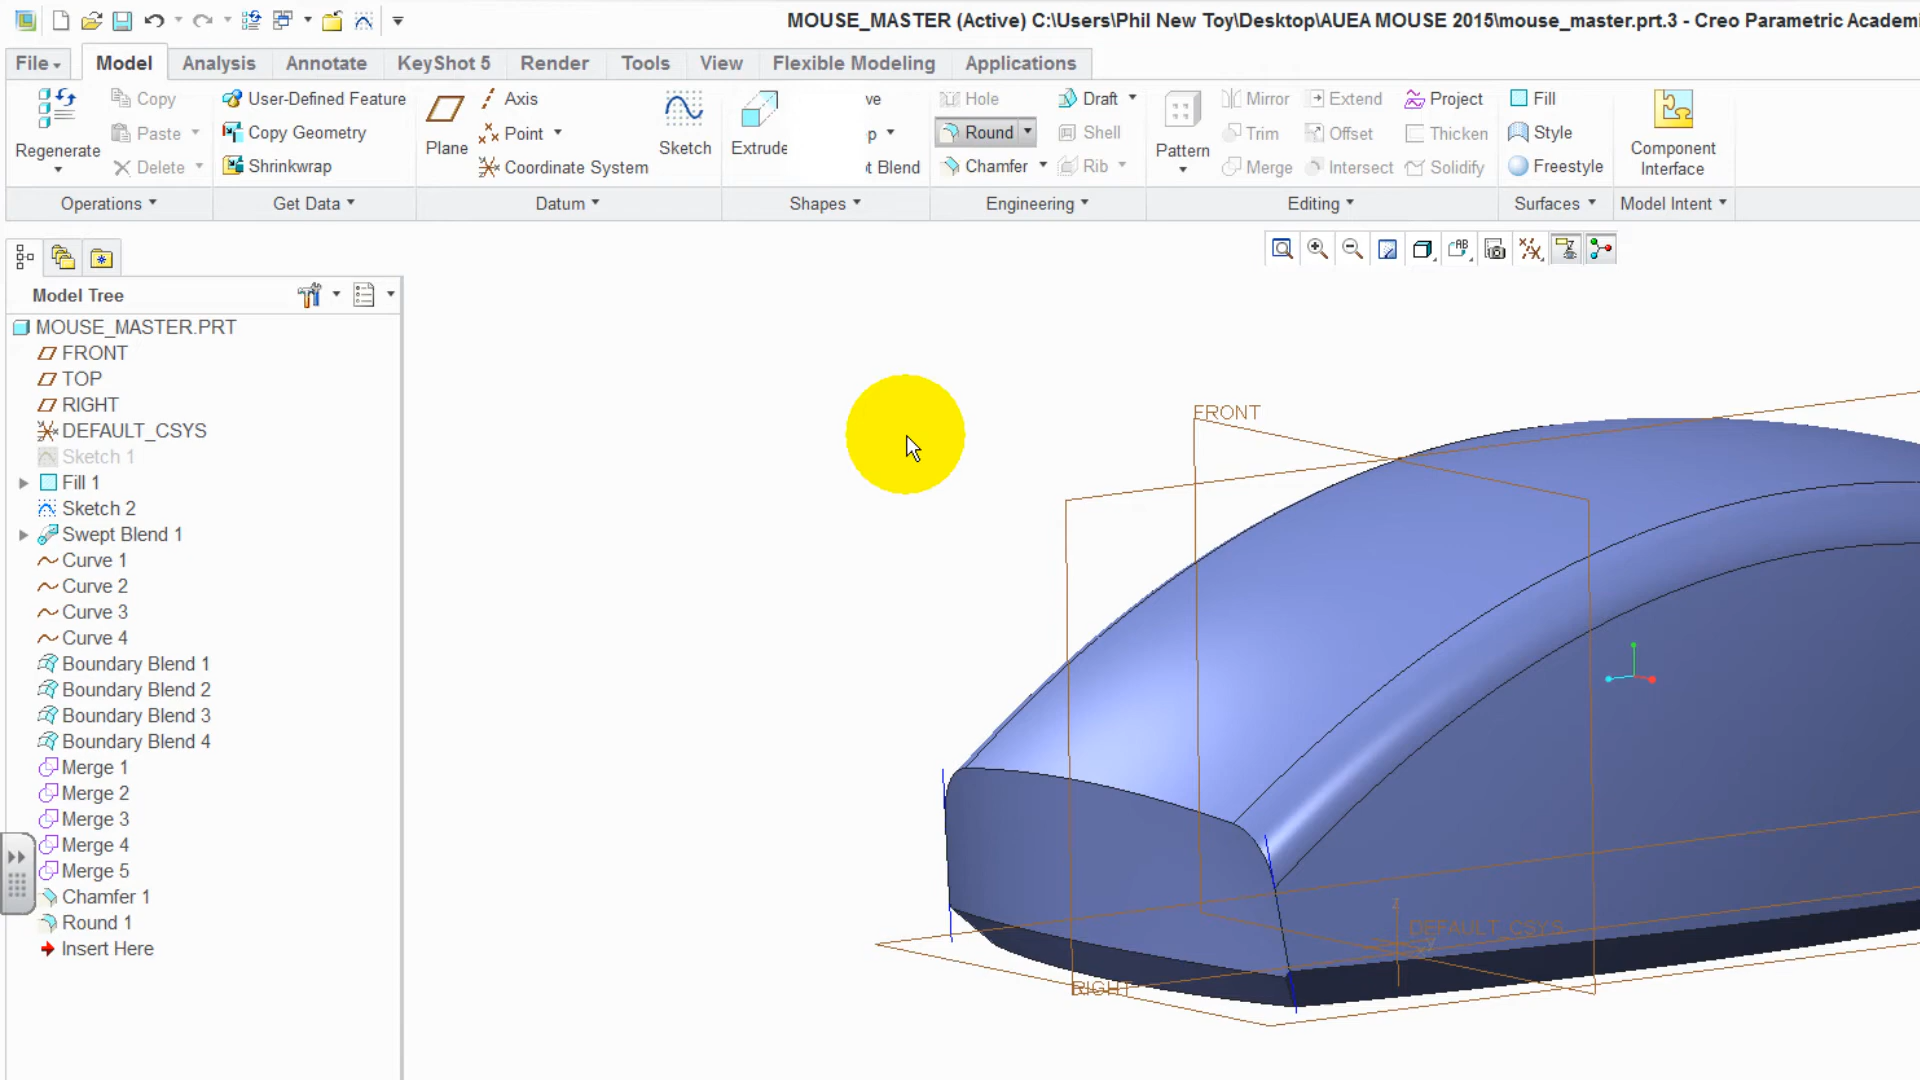 MOUSE_MASTER (Active) C:\Users\Phil New Toy\Desktop\AUEA MOUSE 2015\mouse_master.prt.3 - Creo Parametric Academi
File Model Analysis Annotate KeyShot 5 Render Tools View Flexible Modeling Applications
Regenerate
Copy
Paste
Delete
Operations
User-Defined Feature
Copy Geometry
Shrinkwrap
Get Data
Plane
Axis
Point
Coordinate System
Sketch
Datum
Extrude
ve
p
t Blend
Shapes
Hole
Round
Chamfer
Draft
Shell
Rib
Engineering
Pattern
Mirror
Trim
Merge
Extend
Offset
Intersect
Project
Thicken
Solidify
Editing
Fill
Style
Freestyle
Surfaces
Component
Interface
Model Intent
Model Tree
MOUSE_MASTER.PRT
FRONT
TOP
RIGHT
DEFAULT_CSYS
Sketch 1
Fill 1
Sketch 2
Swept Blend 1
Curve 1
Curve 2
Curve 3
Curve 4
Boundary Blend 1
Boundary Blend 2
Boundary Blend 3
Boundary Blend 4
Merge 1
Merge 2
Merge 3
Merge 4
Merge 5
Chamfer 1
Round 1
Insert Here
FRONT
Z
DEFAULT_CSYS
Y
RIGHT